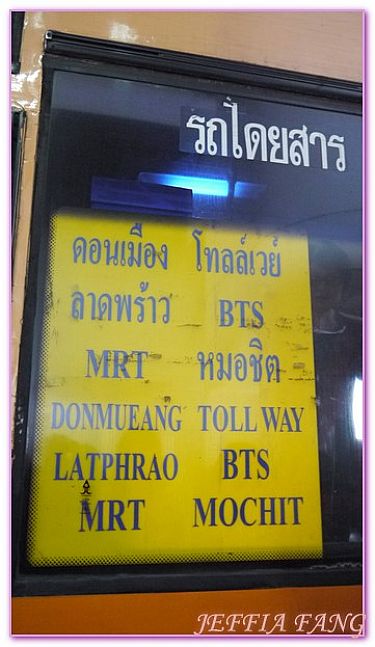 รถโดยสาร
ดอนเมือง โทลล์เวย์
ลาดพร้าว BTS
MRT หมอชิต
DONMUEANG TOLL WAY
LATPHRAO BTS
MRT MOCHIT
JEFFIA FANG